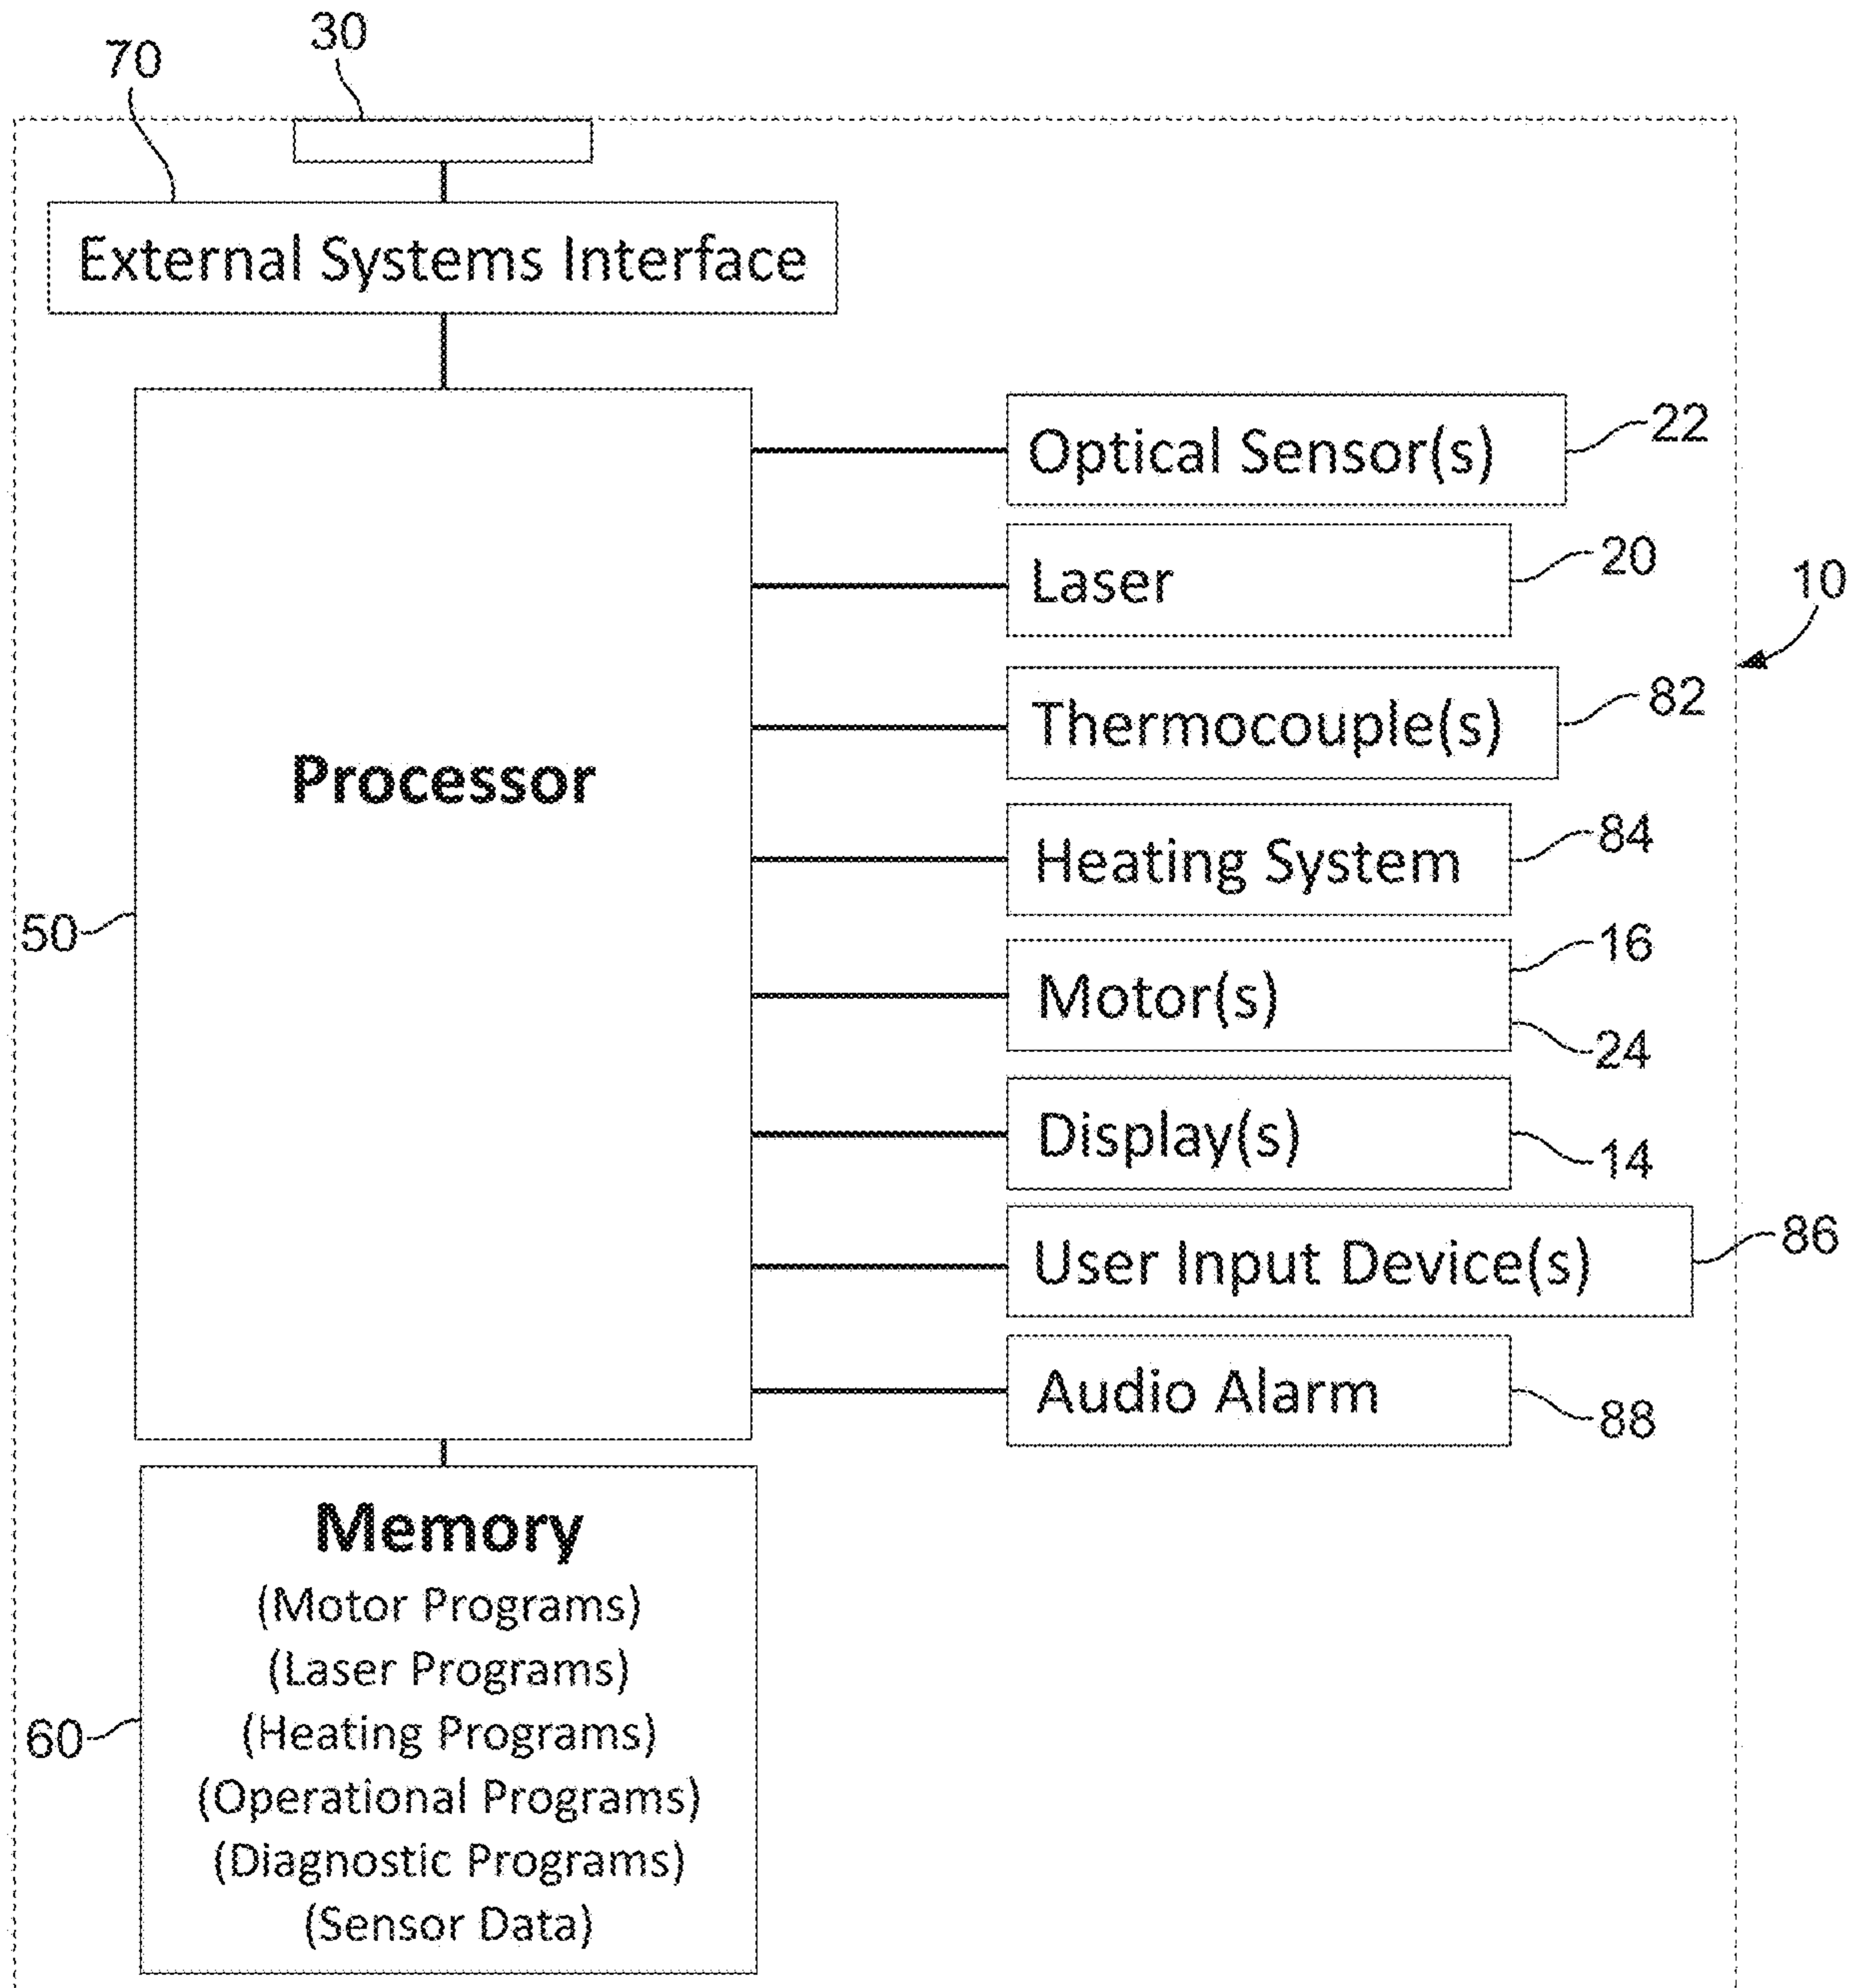 30
70
External Systems Interface
Optical Sensor(s)
22
Laser
20
10
Thermocouple(s)
82
Processor
Heating System
84
50
Motor(s)
16
24
Display(s)
14
User Input Device(s)
86
Audio Alarm
88
Memory
(Motor Programs)
(Laser Programs)
(Heating Programs)
60
(Operational Programs)
(Diagnostic Programs)
(Sensor Data)